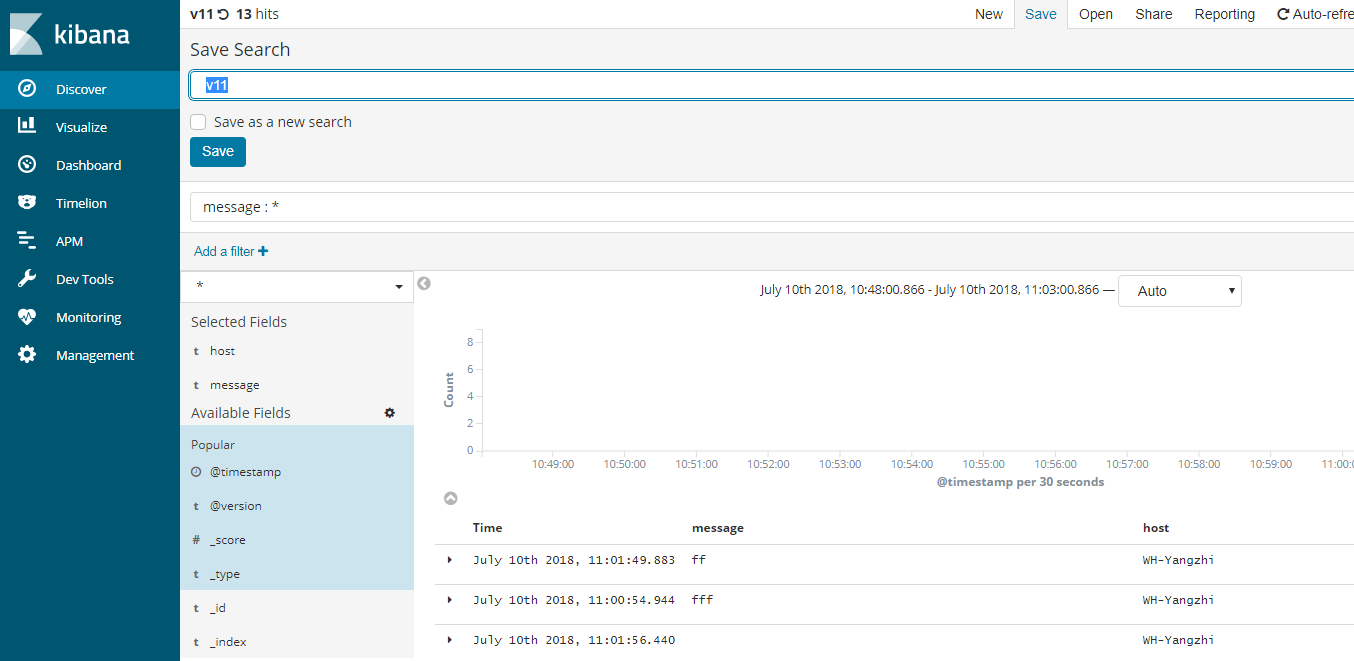 kibana
Discover
Visualize
Dashboard
Timelion
APM
Dev Tools
Monitoring
Management
v11 13 hits
New Save Open Share Reporting Auto-refre
Save Search
v11
Save as a new search
Save
message : *
Add a filter
*
Selected Fields
t host
t message
Available Fields
Popular
@timestamp
t @version
# _score
t _type
t _id
t _index
July 10th 2018, 10:48:00.866 - July 10th 2018, 11:03:00.866 — Auto
Count
8
6
4
2
0
10:49:00 10:50:00 10:51:00 10:52:00 10:53:00 10:54:00 10:55:00 10:56:00 10:57:00 10:58:00 10:59:00 11:00:0
@timestamp per 30 seconds
Time message host
July 10th 2018, 11:01:49.883 ff WH-Yangzhi
July 10th 2018, 11:00:54.944 fff WH-Yangzhi
July 10th 2018, 11:01:56.440 WH-Yangzhi